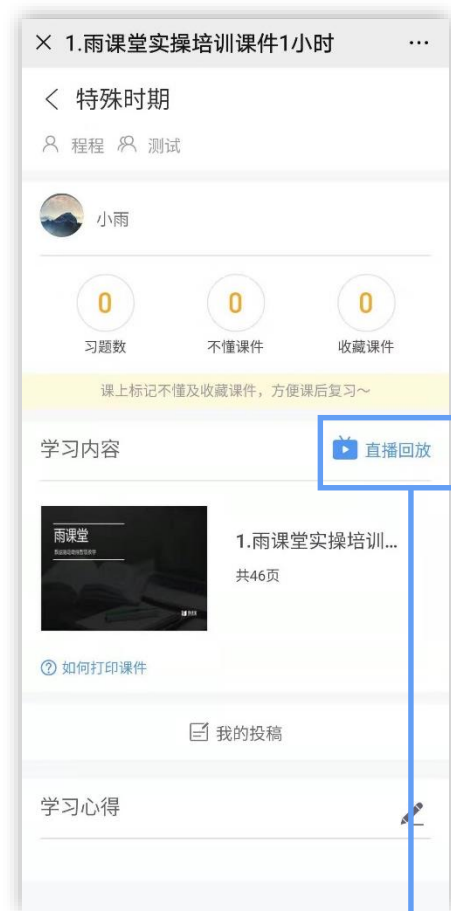 × 1.雨课堂实操培训课件1小时 ...
< 特殊时期
程程 测试
小雨
0 0 0
习题数 不懂课件 收藏课件
课上标记不懂及收藏课件，方便课后复习～
学习内容 直播回放
雨课堂
1.雨课堂实操培训...
共46页
? 如何打印课件
我的投稿
学习心得